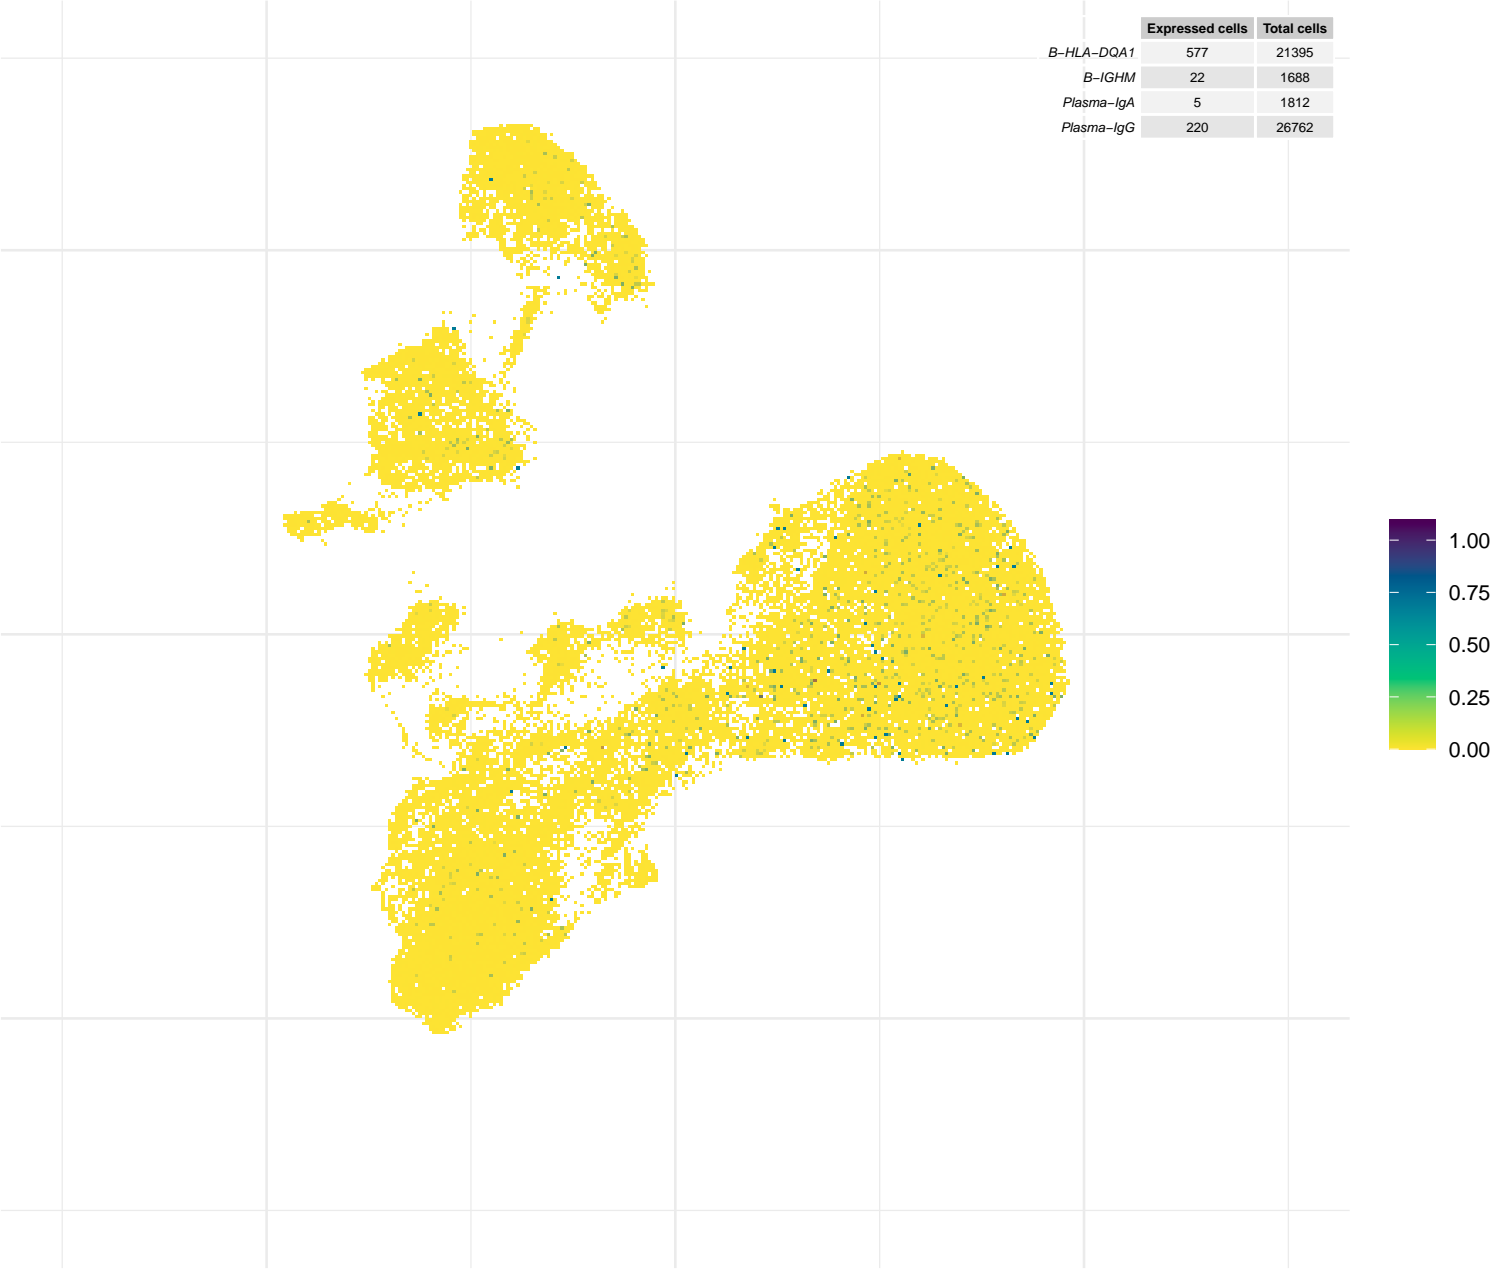 Expressed cells Total cells
B−HLA−DQA1 577 21395
B−IGHM 22 1688
Plasma−IgA 5 1812
Plasma−IgG 220 26762
1.00
0.75
0.50
0.25
0.00